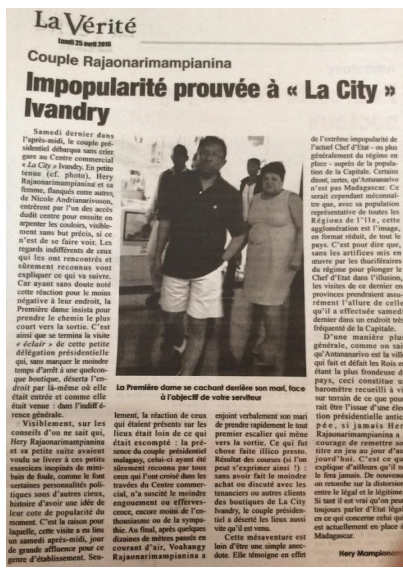 La Vérité
Lundi 25 avril 2016
Couple Rajaonarimampianina
Impopularité prouvée à « La City »
Ivandry
Samedi dernier dans
l'après-midi, le couple pré-
sidentiel débarqua sans crier
gare au Centre commercial
« La City » Ivandry. En petite
tenue (cf. photo), Hery
Rajaonarimampianina et sa
femme, flanqués entre autres
de Nicole Andrianarivoson,
entrèrent par l'un des accès
dudit centre pour ensuite en
arpenter les couloirs, visible-
ment sans but précis, si ce
n'est de se faire voir. Les
regards indifférents de ceux
qui les ont rencontrés et
sûrement reconnus vont
expliquer ce qui va suivre.
Car ayant sans doute noté
cette réaction pour le moins
négative à leur endroit, la
Première dame insista pour
prendre le chemin le plus
court vers la sortie. C'est
ainsi que se termina la visite
« éclair » de cette petite
délégation présidentielle
qui, sans marquer le moindre
temps d'arrêt à une quelcon-
que boutique, déserta l'en-
droit par là-même où elle
était entrée et comme elle
était venue : dans l'indiffé-
rence générale.
Visiblement, sur les
conseils d'on ne sait qui,
Hery Rajaonarimampianina
et sa petite suite avaient
voulu se livrer à ces petits
exercices inopinés de mini-
bain de foule, comme le font
certaines personnalités poli-
tiques sous d'autres cieux,
histoire d'avoir une idée de
leur cote de popularité du
moment. C'est la raison pour
laquelle, cette visite a eu lieu
un samedi après-midi, jour
de grande affluence pour ce
genre d'établissement. Seu-
La Première dame se cachant derrière son mari, face
à l'objectif de votre serviteur
lement, la réaction de ceux
qui étaient présents sur les
lieux était loin de ce qui
était escompté : la pré-
sence du couple présidentiel
malgache, celui-ci ayant été
sûrement reconnu par tous
ceux qui l'ont croisé dans les
travées du Centre commer-
cial, n'a suscité le moindre
engouement ou efferves-
cence, encore moins de l'en-
thousiasme ou de la sympa-
thie. Au final, après quelques
dizaines de mètres passés en
courant d'air, Voahangy
Rajaonarimampianina a
enjoint verbalement son mari
de prendre rapidement le tout
premier escalier qui mène
vers la sortie. Ce qui fut
chose faite illico presto.
Résultat des courses (si l'on
peut s'exprimer ainsi !) :
sans avoir fait le moindre
achat ou discuté avec les
tenanciers ou autres clients
des boutiques de La City
Ivandry, le couple présiden-
tiel a déserté les lieux aussi
vite qu'il est venu.
Cette mésaventure est
loin d'être une simple anec-
dote. Elle témoigne en effet
de l'extrême impopularité de
l'actuel Chef d'Etat - ou plus
généralement du régime en
place - auprès de la popula-
tion de la Capitale. Certains
diront, certes, qu'Antananarivo
n'est pas Madagascar. Ce
serait cependant méconnaî-
tre que, avec sa population
représentative de toutes les
Régions de l'Ile, cette
agglomération est l'image,
en format réduit, de tout le
pays. C'est pour dire que,
sans les artifices mis en
œuvre par les thuriféraires
du régime pour plonger le
Chef d'Etat dans l'illusion,
les visites de ce dernier en
provinces prendraient assu-
rément l'allure de celle
qu'il a effectuée samedi
dernier dans un endroit très
fréquenté de la Capitale.
D'une manière plus
générale, comme on sait
qu'Antananarivo est la ville
qui fait et défait les Rois en
étant la plus frondeuse du
pays, ceci constitue un
baromètre recueilli à vif
sur terrain de ce que pour-
rait être l'issue d'une élec-
tion présidentielle antici-
pée, si jamais Hery
Rajaonarimampianina a
courage de remettre son
titre en jeu au jour d'au-
jourd'hui. C'est ce que
explique d'ailleurs qu'il ne
le fera jamais. De nouveau
on retombe sur la distorsion
entre le légal et le légitime.
Si tant il est vrai qu'on peut
toujours parler d'Etat légal
en ce qui concerne celui qui
est actuellement en place à
Madagascar.
Hery Mampionona